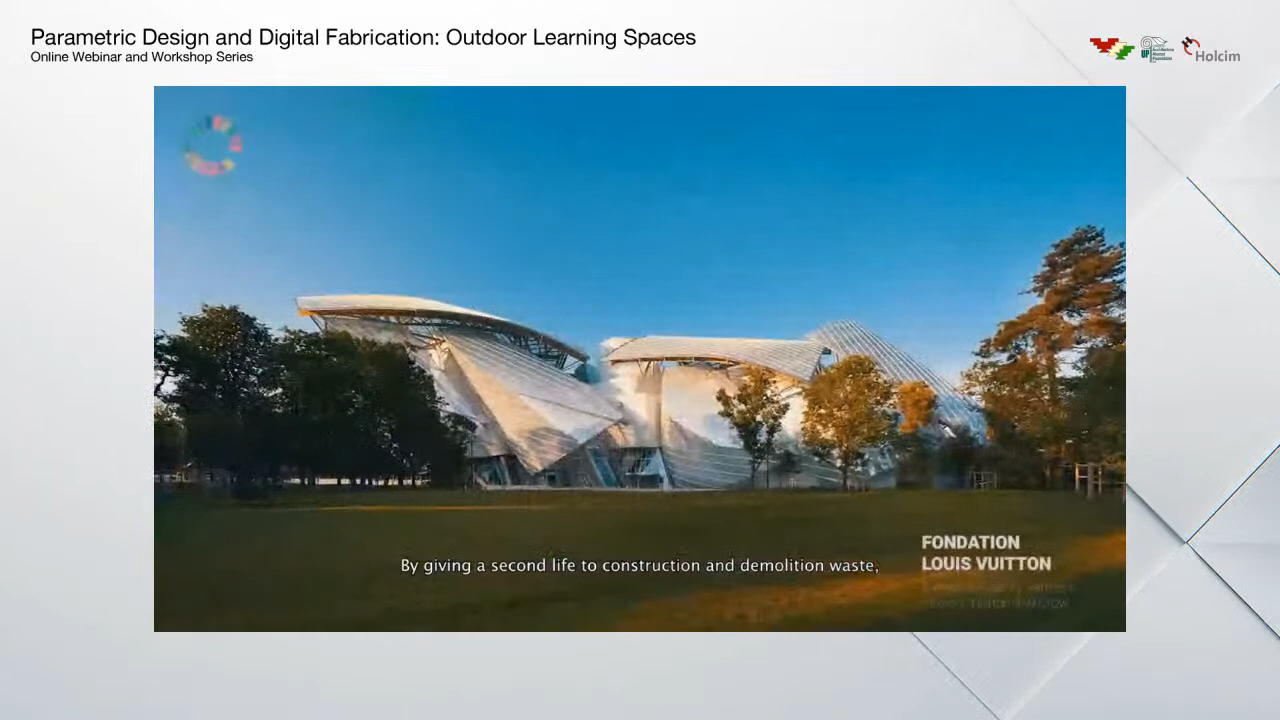 Parametric Design and Digital Fabrication: Outdoor Learning Spaces
Online Webinar and Workshop Series
UP
Holcim
FONDATION
LOUIS VUITTON
By giving a second life to construction and demolition waste,